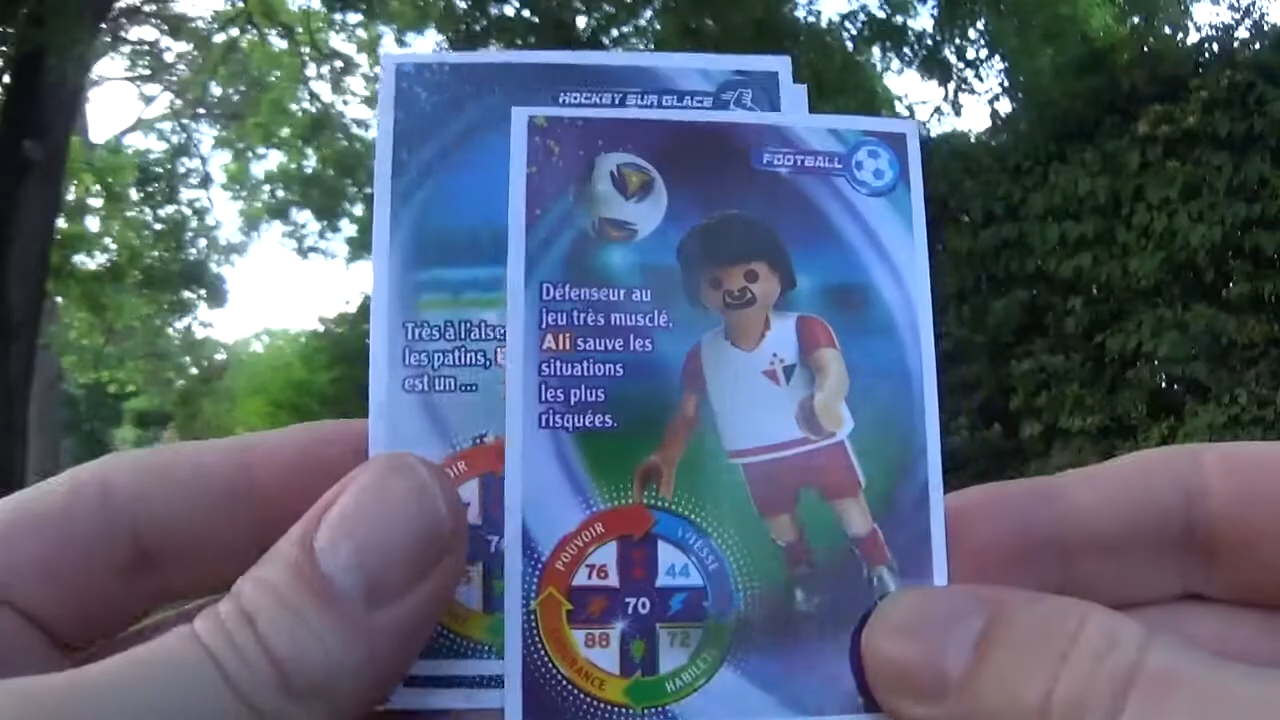 HOCKEY SUR GLACE
Très à l'aise
les patins,
est un ...
FOOTBALL
Défenseur au
jeu très musclé,
Ali sauve les
situations
les plus
risquées.
POUVOIR
VITESSE
76
44
70
88
72
HABILETÉ